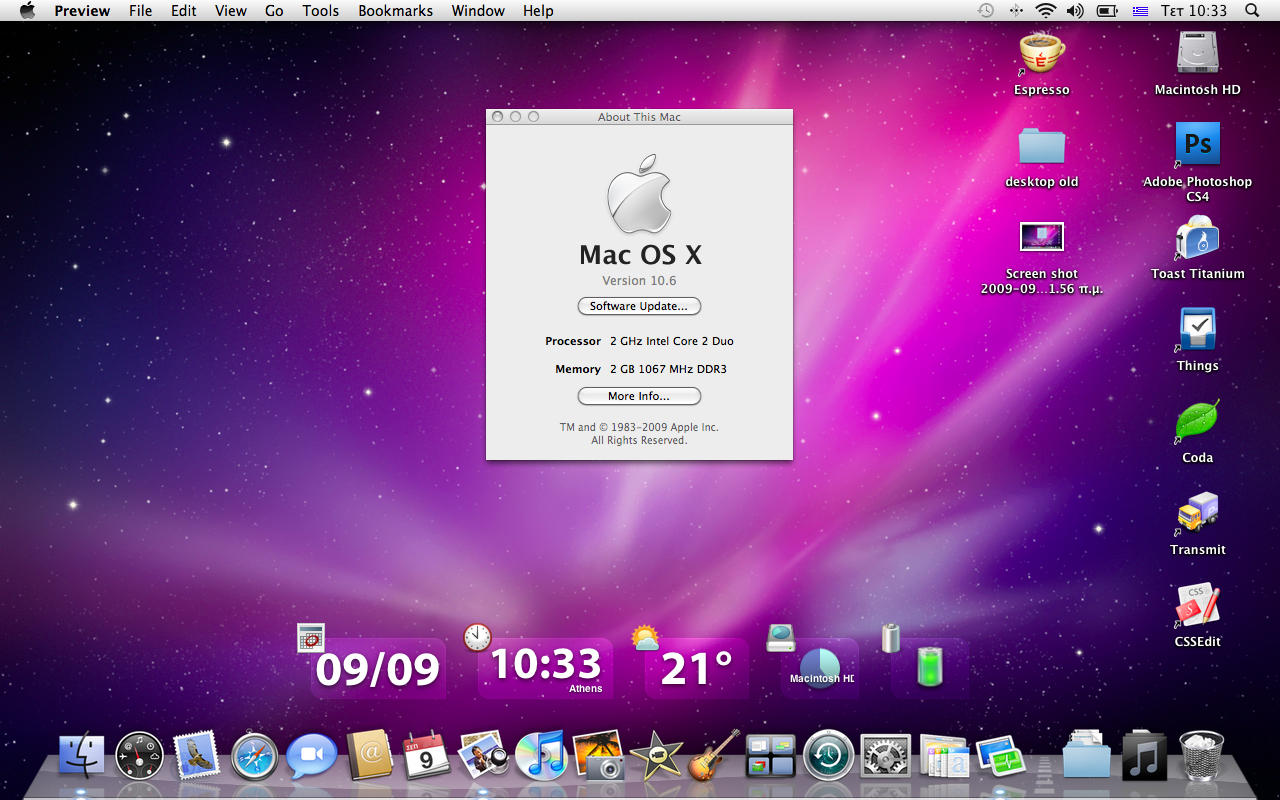 Preview File Edit View Go Tools Bookmarks Window Help Τετ 10:33
Espresso
Macintosh HD
desktop old
Ps
Adobe Photoshop
CS4
Screen shot
2009-09...1.56 π.μ.
Toast Titanium
Things
Coda
Transmit
CSS
CSSEdit
About This Mac
Mac OS X
Version 10.6
Software Update...
Processor 2 GHz Intel Core 2 Duo
Memory 2 GB 1067 MHz DDR3
More Info...
TM and © 1983-2009 Apple Inc.
All Rights Reserved.
09/09
10:33
Athens
21°
Macintosh HD
ΣΕΠ
9